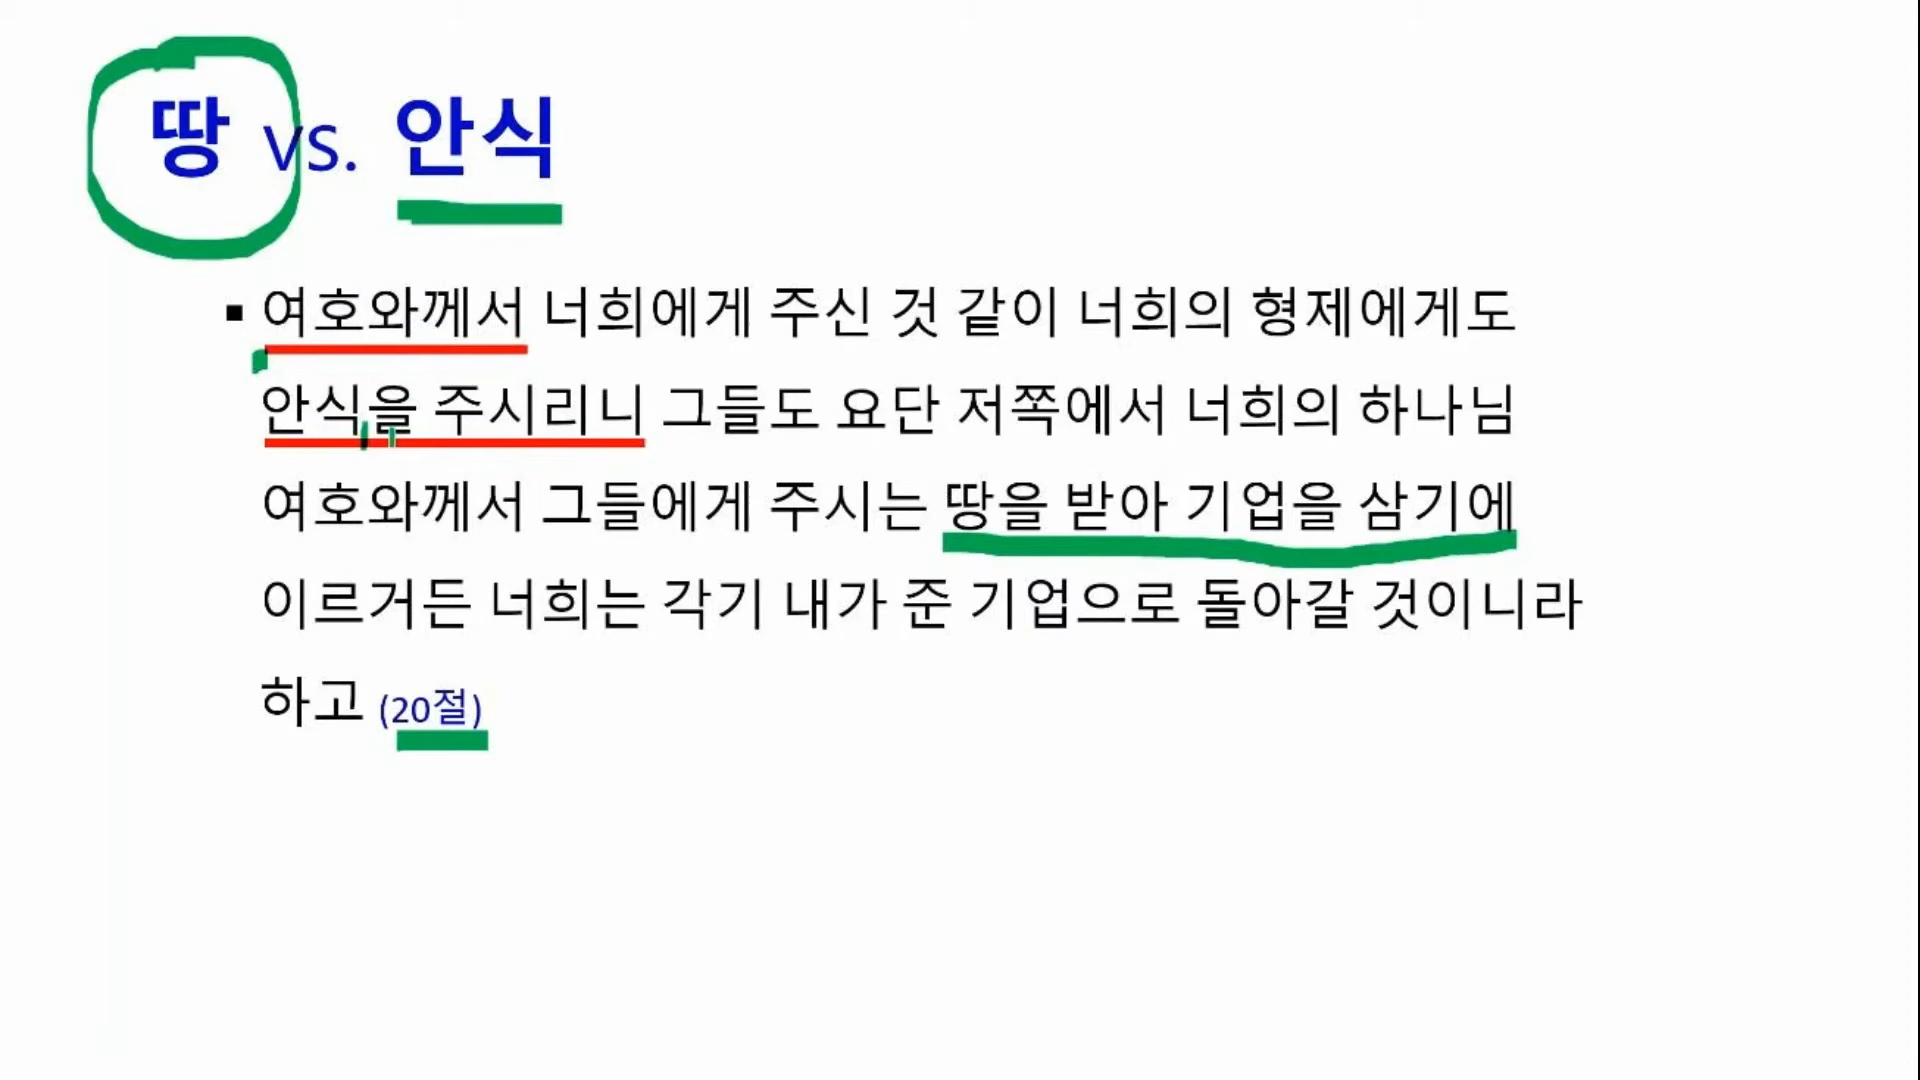 땅 vs. 안식
▪ 여호와께서 너희에게 주신 것 같이 너희의 형제에게도
안식을 주시리니 그들도 요단 저쪽에서 너희의 하나님
여호와께서 그들에게 주시는 땅을 받아 기업을 삼기에
이르거든 너희는 각기 내가 준 기업으로 돌아갈 것이니라
하고 (20절)